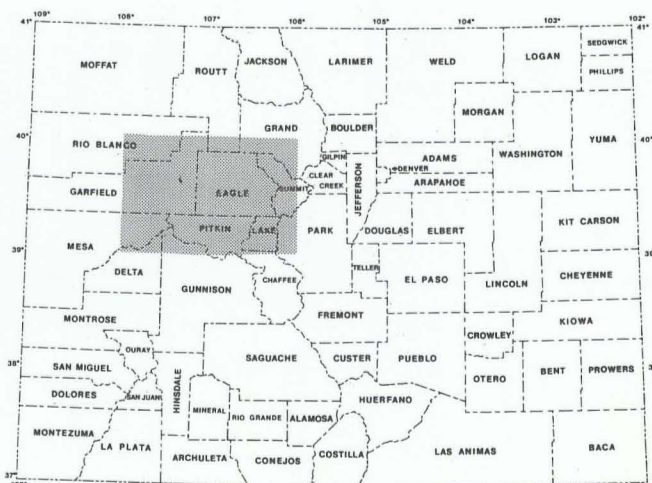 109° 108° 107° 106° 105° 104° 103° 102°
41°
MOFFAT
ROUTT
JACKSON
LARIMER
WELD
LOGAN
SEDGWICK
PHILLIPS
MORGAN
40°
RIO BLANCO
GRAND
BOULDER
WASHINGTON
YUMA
GILPIN
ADAMS
DENVER
CLEAR
CREEK
ARAPAHOE
GARFIELD
EAGLE
SUMMIT
JEFFERSON
PITKIN
LAKE
PARK
DOUGLAS
ELBERT
KIT CARSON
39°
MESA
DELTA
GUNNISON
CHAFFEE
TELLER
EL PASO
LINCOLN
CHEYENNE
MONTROSE
FREMONT
CROWLEY
KIOWA
OURAY
38°
SAN MIGUEL
HINSDALE
SAGUACHE
CUSTER
PUEBLO
OTERO
BENT
PROWERS
DOLORES
SAN JUAN
MINERAL
RIO GRANDE
ALAMOSA
HUERFANO
MONTEZUMA
LA PLATA
ARCHULETA
CONEJOS
COSTILLA
LAS ANIMAS
BACA
37°